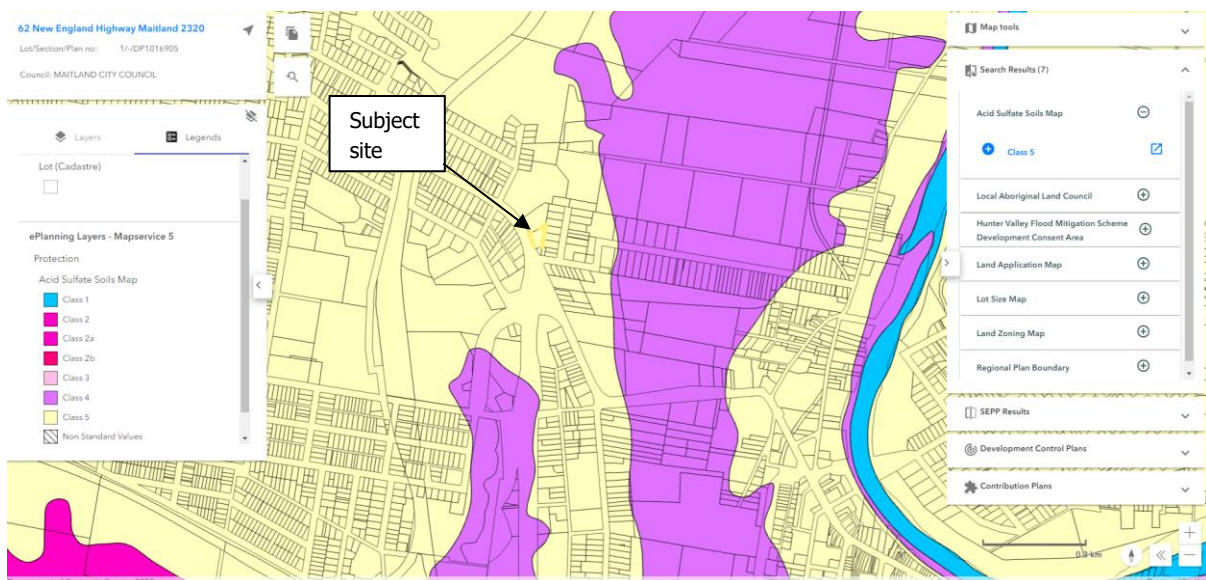 62 New England Highway Maitland 2320
Lot/Section/Plan no: 1/-/DP1016905
Council: MAITLAND CITY COUNCIL
Layers
Legends
Lot (Cadastre)
ePlanning Layers - Mapservice 5
Protection
Acid Sulfate Soils Map
Class 1
Class 2
Class 2a
Class 2b
Class 3
Class 4
Class 5
Non Standard Values
Subject
site
Map tools
Search Results (7)
Acid Sulfate Soils Map
Class 5
Local Aboriginal Land Council
Hunter Valley Flood Mitigation Scheme
Development Consent Area
Land Application Map
Lot Size Map
Land Zoning Map
Regional Plan Boundary
SEPP Results
Development Control Plans
Contribution Plans
0.3 km